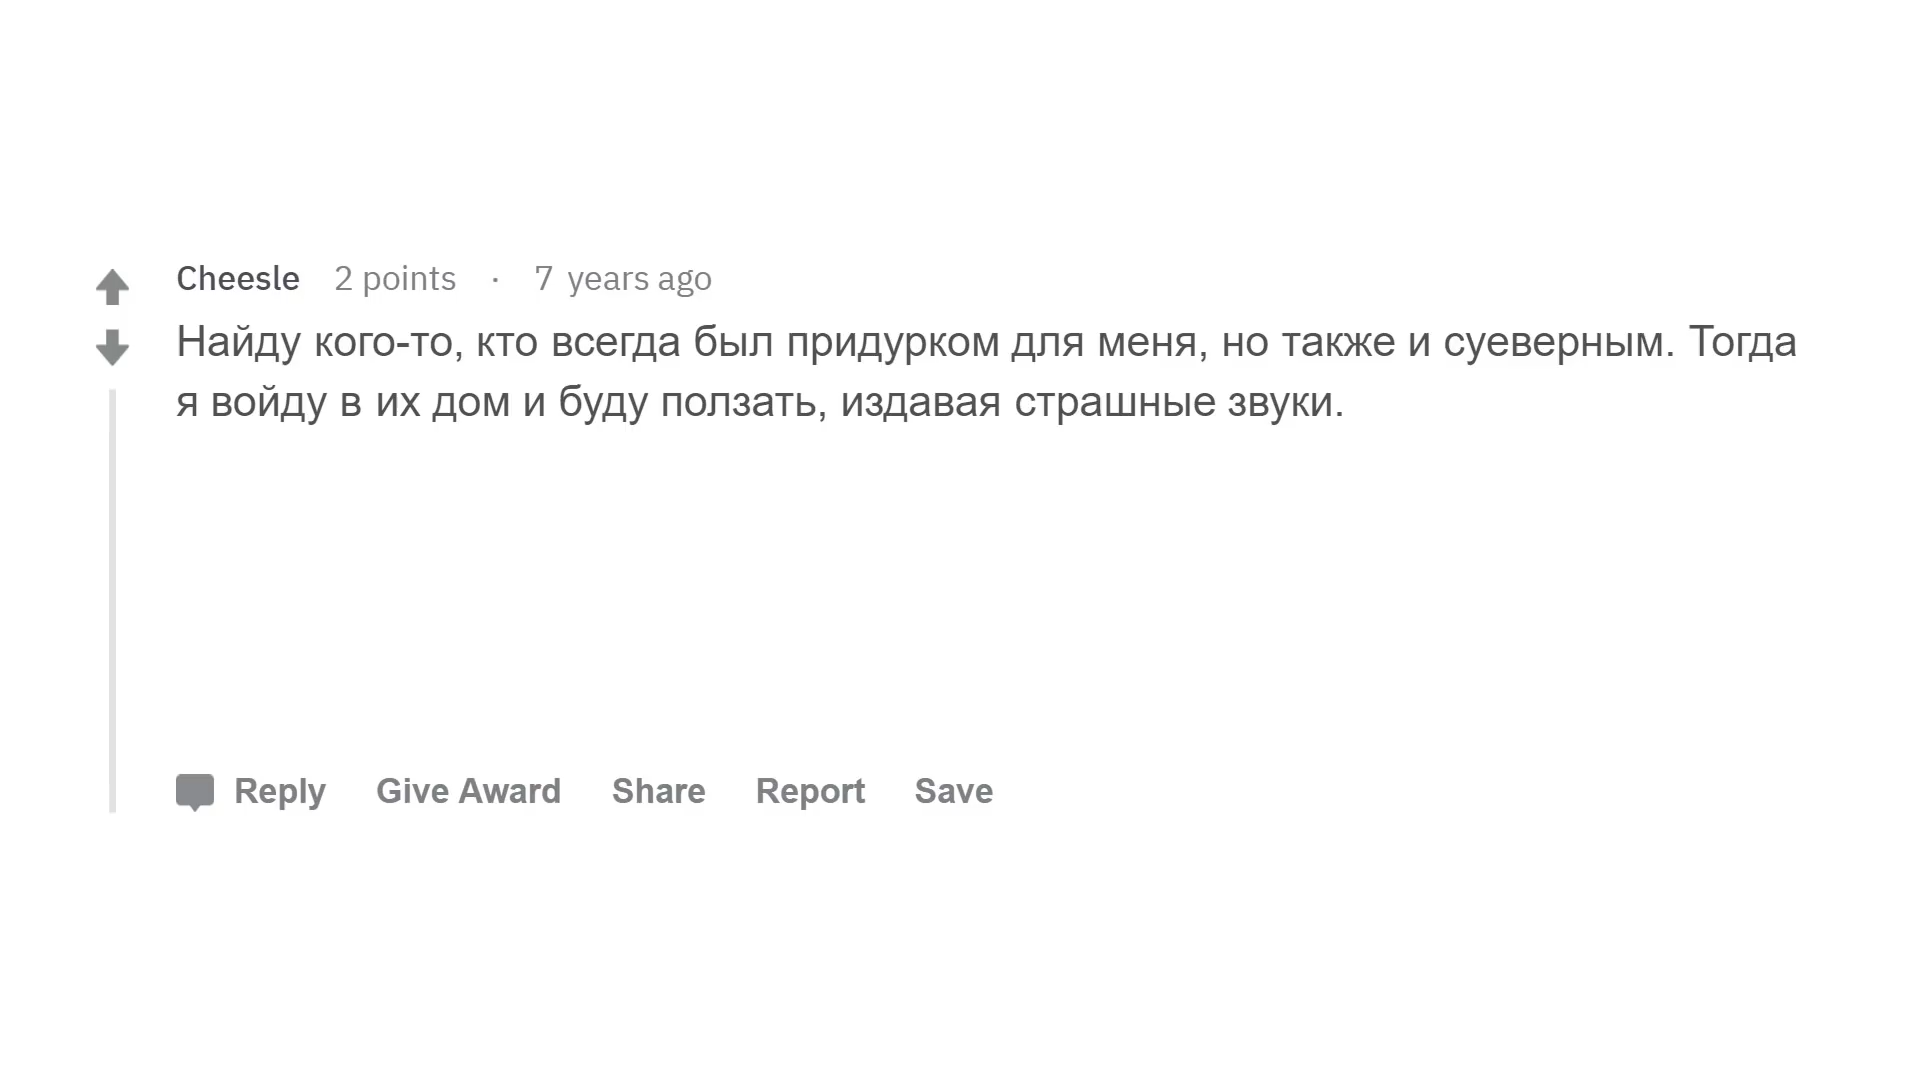 Cheesle 2 points · 7 years ago
Найду кого-то, кто всегда был придурком для меня, но также и суеверным. Тогда
я войду в их дом и буду ползать, издавая страшные звуки.
Reply Give Award Share Report Save